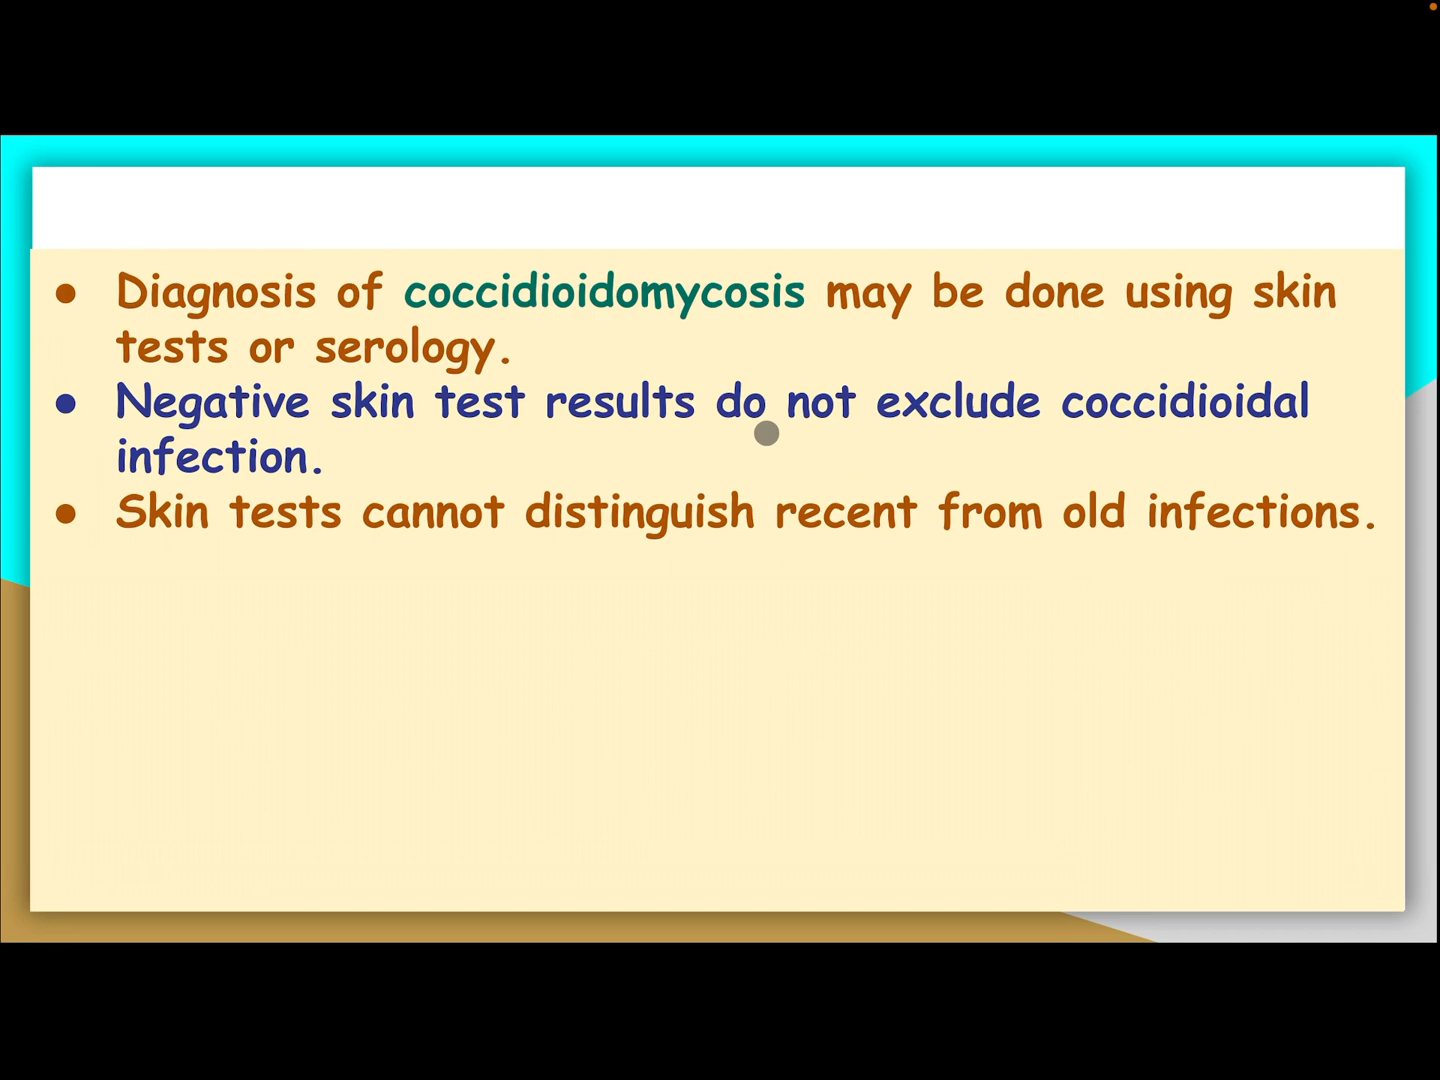 ● Diagnosis of coccidioidomycosis may be done using skin
tests or serology.
● Negative skin test results do not exclude coccidioidal
infection.
● Skin tests cannot distinguish recent from old infections.